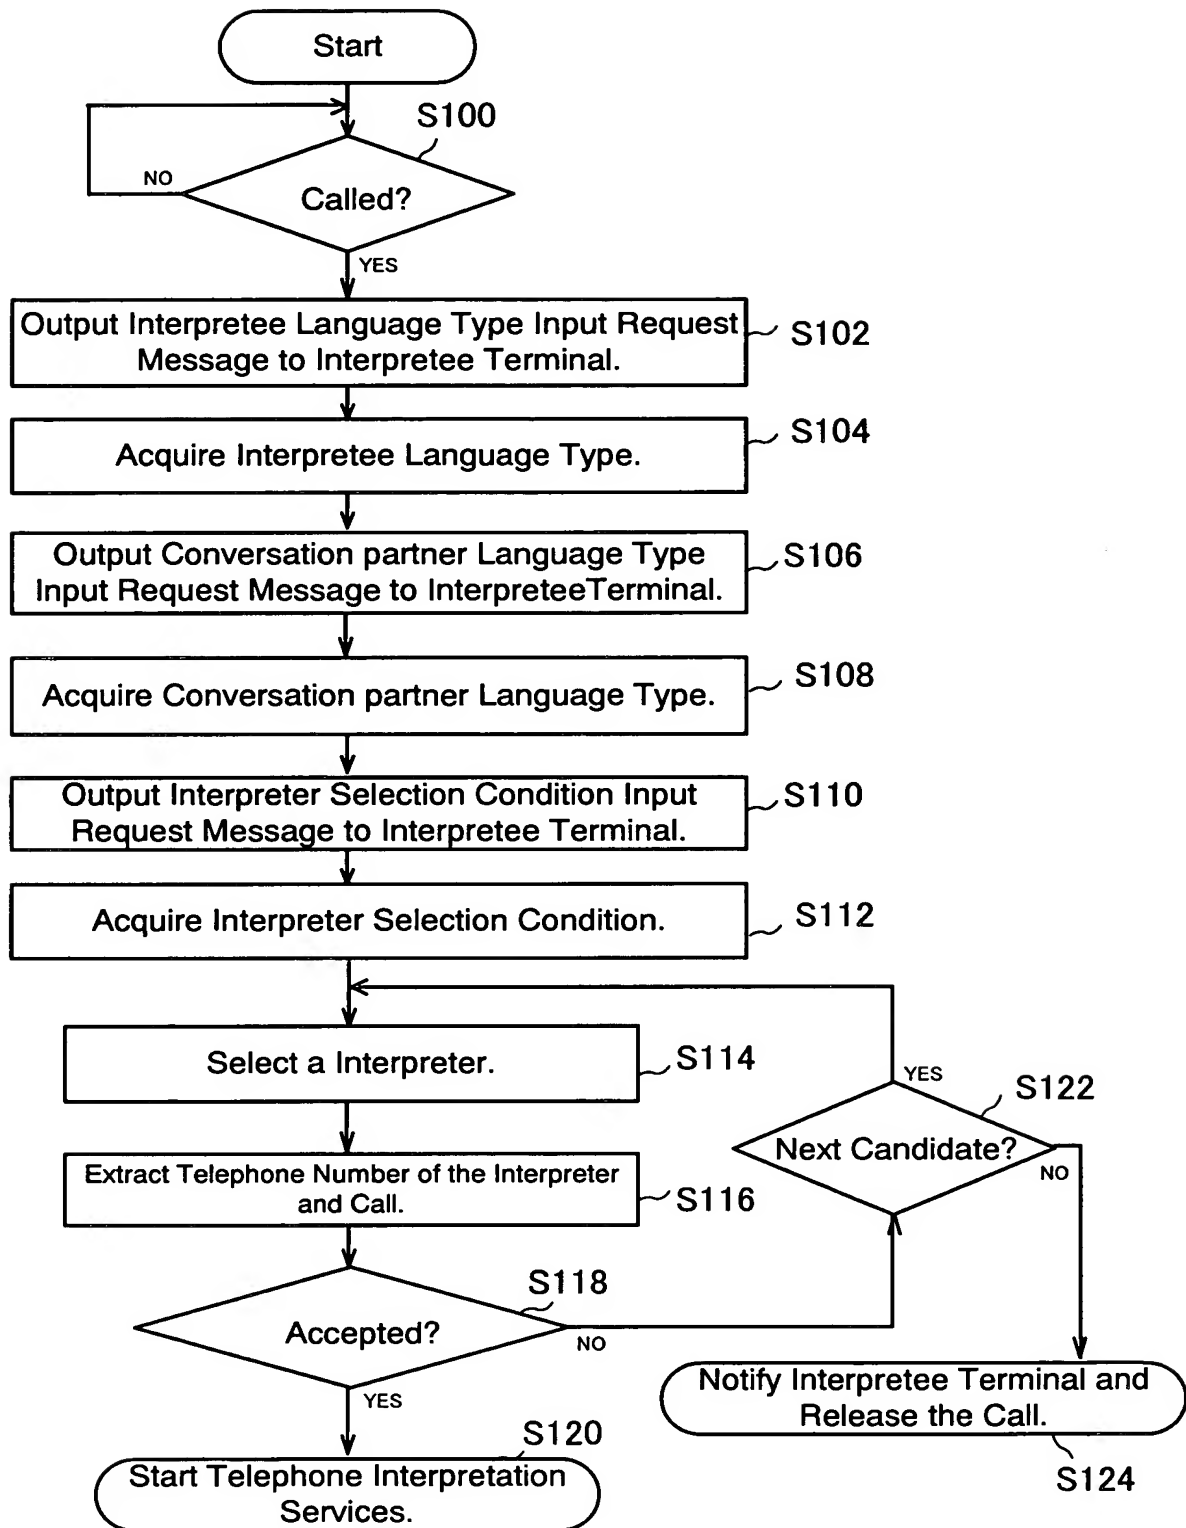 Start
S100
NO
Called?
YES
Output Interpretee Language Type Input Request
Message to Interpretee Terminal.
S102
Acquire Interpretee Language Type.
S104
Output Conversation partner Language Type
Input Request Message to InterpreteeTerminal.
S106
Acquire Conversation partner Language Type.
S108
Output Interpreter Selection Condition Input
Request Message to Interpretee Terminal.
S110
Acquire Interpreter Selection Condition.
S112
Select a Interpreter.
S114
YES
S122
Next Candidate?
NO
Extract Telephone Number of the Interpreter
and Call.
S116
S118
Accepted?
NO
YES
Notify Interpretee Terminal and
Release the Call.
S124
S120
Start Telephone Interpretation
Services.